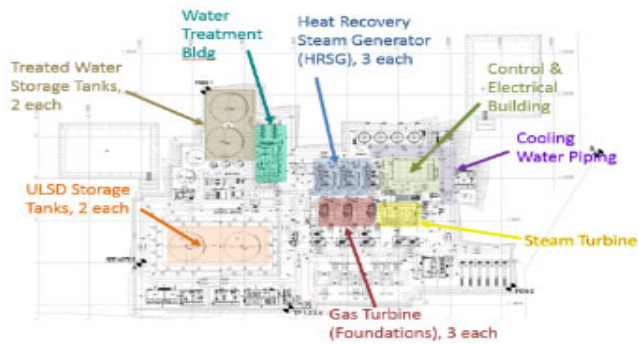 Water
Treatment
Bldg
Heat Recovery
Steam Generator
(HRSG), 3 each
Treated Water
Storage Tanks,
2 each
Control &
Electrical
Building
Cooling
Water Piping
ULSD Storage
Tanks, 2 each
Steam Turbine
Gas Turbine
(Foundations), 3 each